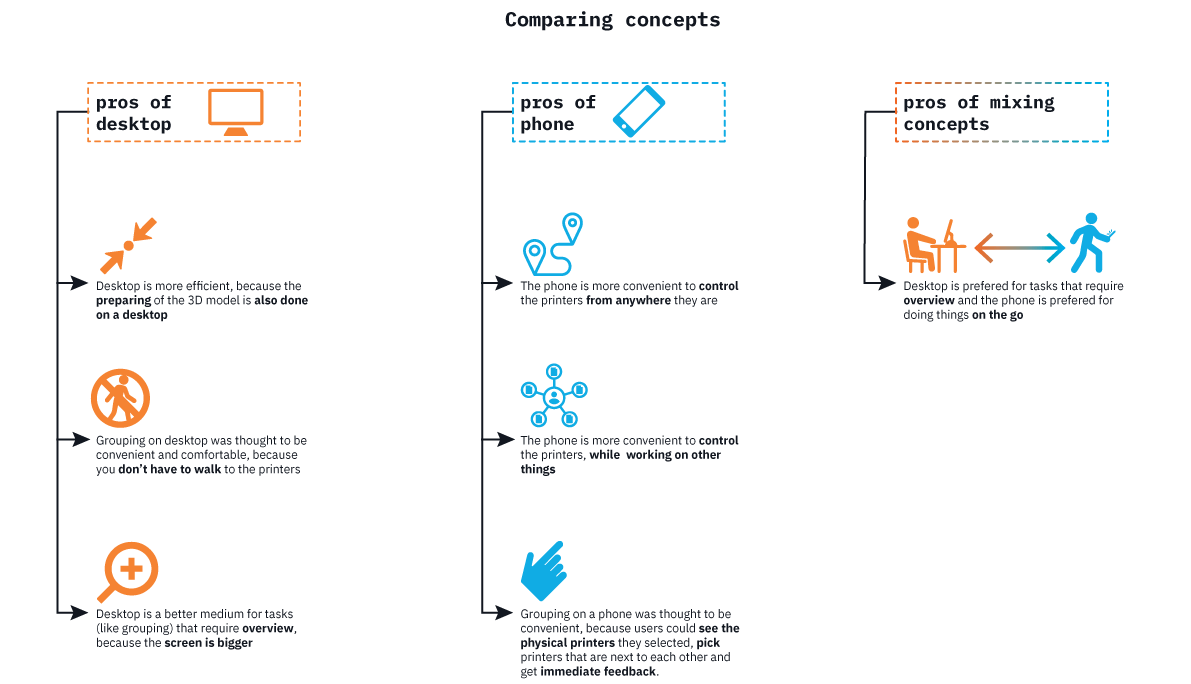 Comparing concepts
pros of
desktop
Desktop is more efficient, because the
preparing of the 3D model is also done
on a desktop
Grouping on desktop was thought to be
convenient and comfortable, because
you don't have to walk to the printers
Desktop is a better medium for tasks
(like grouping) that require overview,
because the screen is bigger
pros of
phone
The phone is more convenient to control
the printers from anywhere they are
The phone is more convenient to control
the printers, while  working on other
things
Grouping on a phone was thought to be
convenient, because users could see the
physical printers they selected, pick
printers that are next to each other and
get immediate feedback.
pros of mixing
concepts
Desktop is prefered for tasks that require
overview and the phone is prefered for
doing things on the go